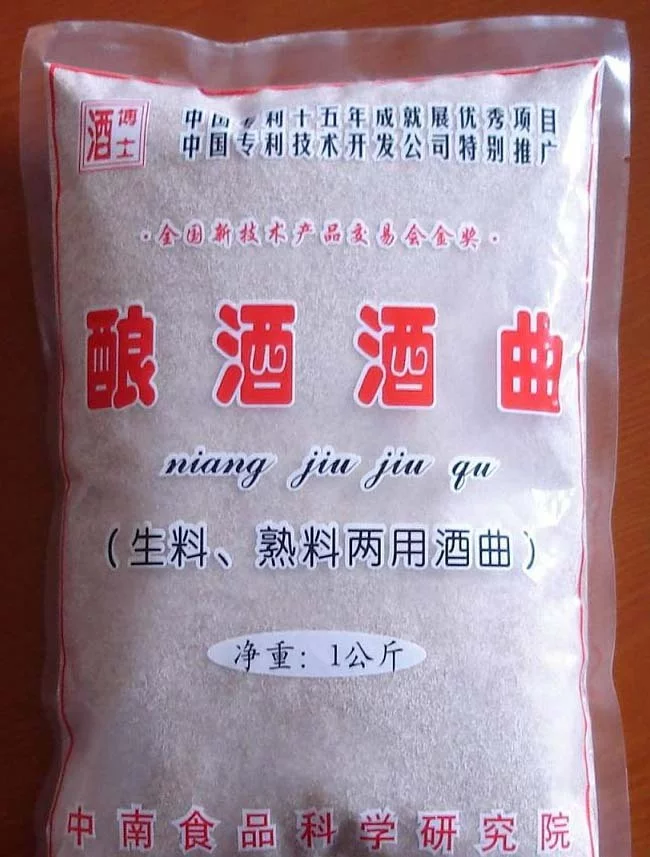 酒博士
中国专利十五年成就展优秀项目
中国专利技术开发公司特别推广
·全国新技术产品交易会金奖·
酿酒酒曲
niang jiu jiu qu
(生料、熟料两用酒曲)
净重：1公斤
中南食品科学研究院